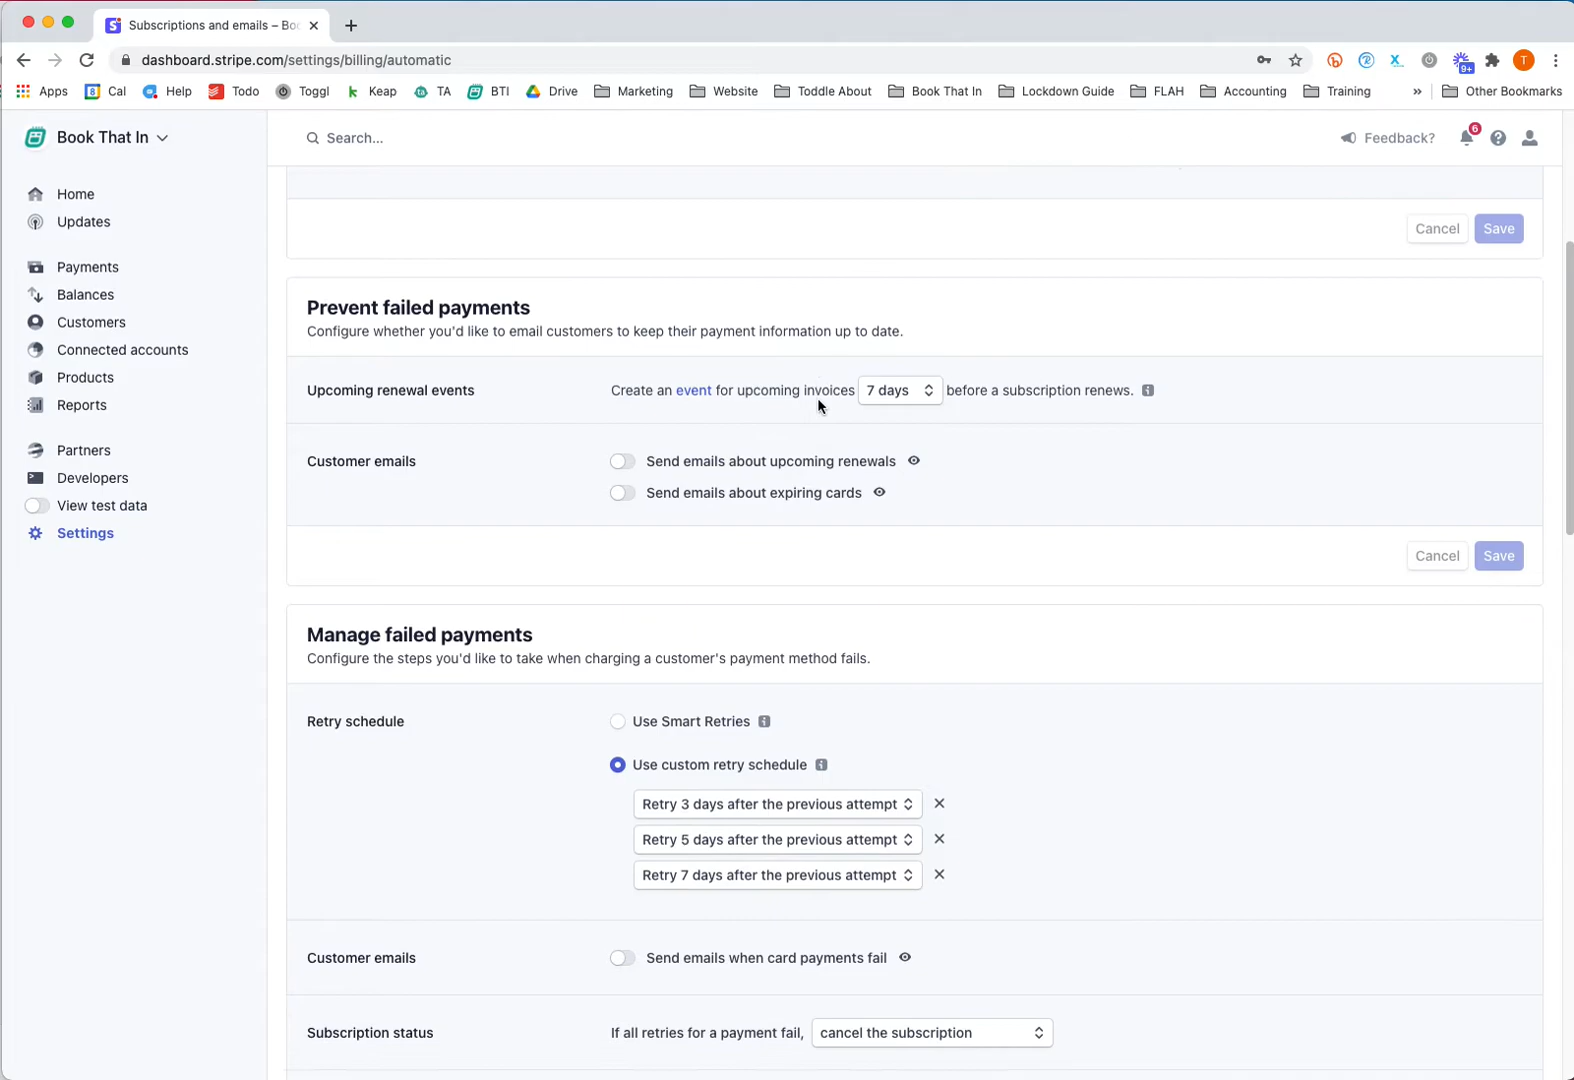 Subscriptions and emails – Boo
dashboard.stripe.com/settings/billing/automatic
T
Apps
8 Cal
Help
Todo
Toggl
k Keap
ta TA
BTI
Drive
Marketing
Website
Toddle About
Book That In
Lockdown Guide
FLAH
Accounting
Training
»
Other Bookmarks
9+
Book That In
Search...
Feedback?
6
Home
Updates
Payments
Balances
Customers
Connected accounts
Products
Reports
Partners
Developers
View test data
Settings
Cancel
Save
Prevent failed payments
Configure whether you'd like to email customers to keep their payment information up to date.
Upcoming renewal events
Create an event for upcoming invoices 7 days before a subscription renews.
Customer emails
Send emails about upcoming renewals
Send emails about expiring cards
Cancel
Save
Manage failed payments
Configure the steps you'd like to take when charging a customer's payment method fails.
Retry schedule
Use Smart Retries
Use custom retry schedule
Retry 3 days after the previous attempt
Retry 5 days after the previous attempt
Retry 7 days after the previous attempt
Customer emails
Send emails when card payments fail
Subscription status
If all retries for a payment fail, cancel the subscription